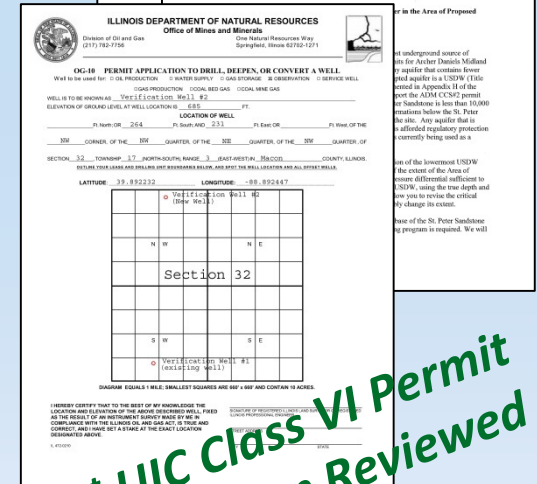 ILLINOIS DEPARTMENT OF NATURAL RESOURCES
Office of Mines and Minerals
Division of Oil and Gas One Natural Resources Way
(217) 782-7756 Springfield, Illinois 62702-1271
OG-10 PERMIT APPLICATION TO DRILL, DEEPEN, OR CONVERT A WELL
Well to be used for: □ OIL PRODUCTION □ WATER SUPPLY □ GAS STORAGE ☒ OBSERVATION □ SERVICE WELL
□GAS PRODUCTION □COAL BED GAS □COAL MINE GAS
WELL IS TO BE KNOWN AS Verification Well #2
ELEVATION OF GROUND LEVEL AT WELL LOCATION IS 685 FT.
LOCATION OF WELL
Ft. North; OR 264 Ft. South; AND 231 Ft. East; OR Ft. West, OF THE
NW CORNER, OF THE NW QUARTER, OF THE NE QUARTER, OF THE NW QUARTER, OF
SECTION 32 TOWNSHIP 17 (NORTH-SOUTH), RANGE 3 (EAST-WEST) IN Macon COUNTY, ILLINOIS.
OUTLINE YOUR LEASE AND DRILLING UNIT BOUNDARIES BELOW, AND SPOT THE WELL LOCATION AND ALL OFFSET WELLS.
LATITUDE 39.892232 LONGITUDE: -88.892447
Verification Well #2
(New Well)
N W N E
Section 32
S W S E
Verification Well #1
(existing well)
DIAGRAM EQUALS 1 MILE; SMALLEST SQUARES ARE 660' x 660' AND CONTAIN 10 ACRES.
I HEREBY CERTIFY THAT TO THE BEST OF MY KNOWLEDGE THE
LOCATION AND ELEVATION OF THE ABOVE DESCRIBED WELL, FIXED
AS THE RESULT OF AN INSTRUMENT SURVEY MADE BY ME IN
COMPLIANCE WITH THE ILLINOIS OIL AND GAS ACT, IS TRUE AND
CORRECT, AND I HAVE SET A STAKE AT THE EXACT LOCATION
DESIGNATED ABOVE.
ILLINOIS PROFESSIONAL ENGINEER
STATE
er in the Area of Proposed
st underground source of
its for Archer Daniels Midland
y aquifer that contains fewer
pted aquifer is a USDW (Title
ented in Appendix H of the
port the ADM CCS#2 permit
er Sandstone is less than 10,000
rmations below the St. Peter
the site. Any aquifer that is
s afforded regulatory protection
s currently being used as a
ion of the lowermost USDW
f the extent of the Area of
essure differential sufficient to
USDW, using the true depth and
low you to revise the critical
bly change its extent.
base of the St. Peter Sandstone
ng program is required. We will
UIC Class VI Permit
Reviewed